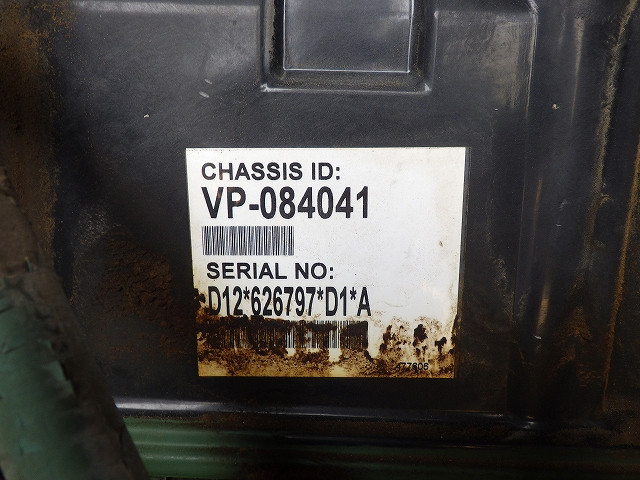 CHASSIS ID:
VP-084041
SERIAL NO:
D12*626797*D1*A